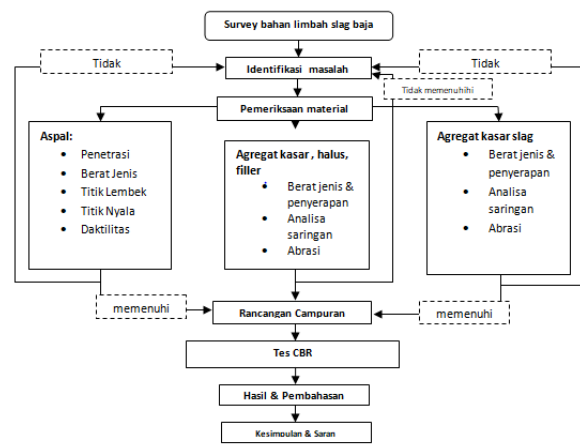 Survey bahan limbah slag baja
Tidak
Tidak
Identifikasi masalah
Tidak memenuhihi
Pemeriksaan material
Aspal:
• Penetrasi
• Berat Jenis
• Titik Lembek
• Titik Nyala
• Daktilitas
Agregat kasar , halus,
filler
• Berat jenis &
penyerapan
• Analisa
saringan
• Abrasi
Agregat kasar slag
• Berat jenis &
penyerapan
• Analisa
saringan
• Abrasi
memenuhi
Rancangan Campuran
memenuhi
Tes CBR
Hasil & Pembahasan
Kesimpulan & Saran